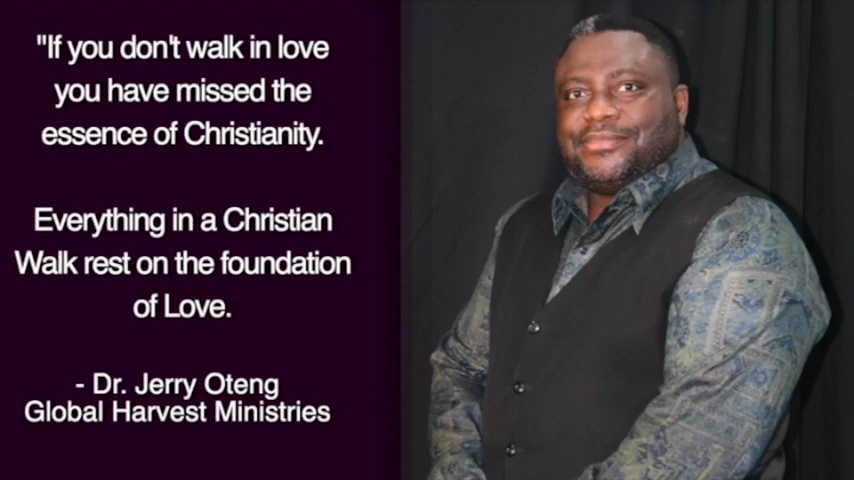 "If you don't walk in love
you have missed the
essence of Christianity.
Everything in a Christian
Walk rest on the foundation
of Love.
- Dr. Jerry Oteng
Global Harvest Ministries